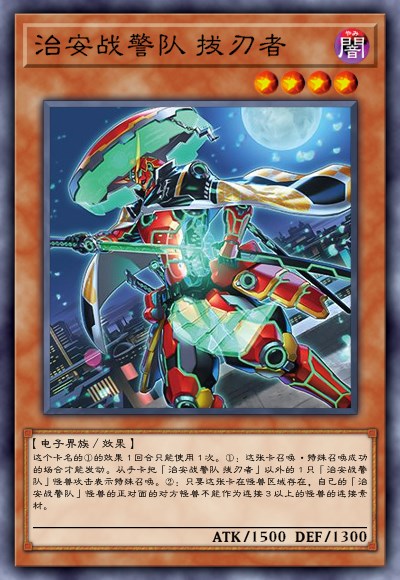 治安战警队 拔刃者
やみ
闇
【电子界族／效果】
这个卡名的①的效果1回合只能使用1次。①：这张卡召唤·特殊召唤成功
的场合才能发动。从手卡把「治安战警队 拔刃者」以外的1只「治安战警
队」怪兽攻击表示特殊召唤。②：只要这张卡在怪兽区域存在，自己的「治
安战警队」怪兽的正对面的对方怪兽不能作为连接3以上的怪兽的连接素
材。
ATK/1500 DEF/1300